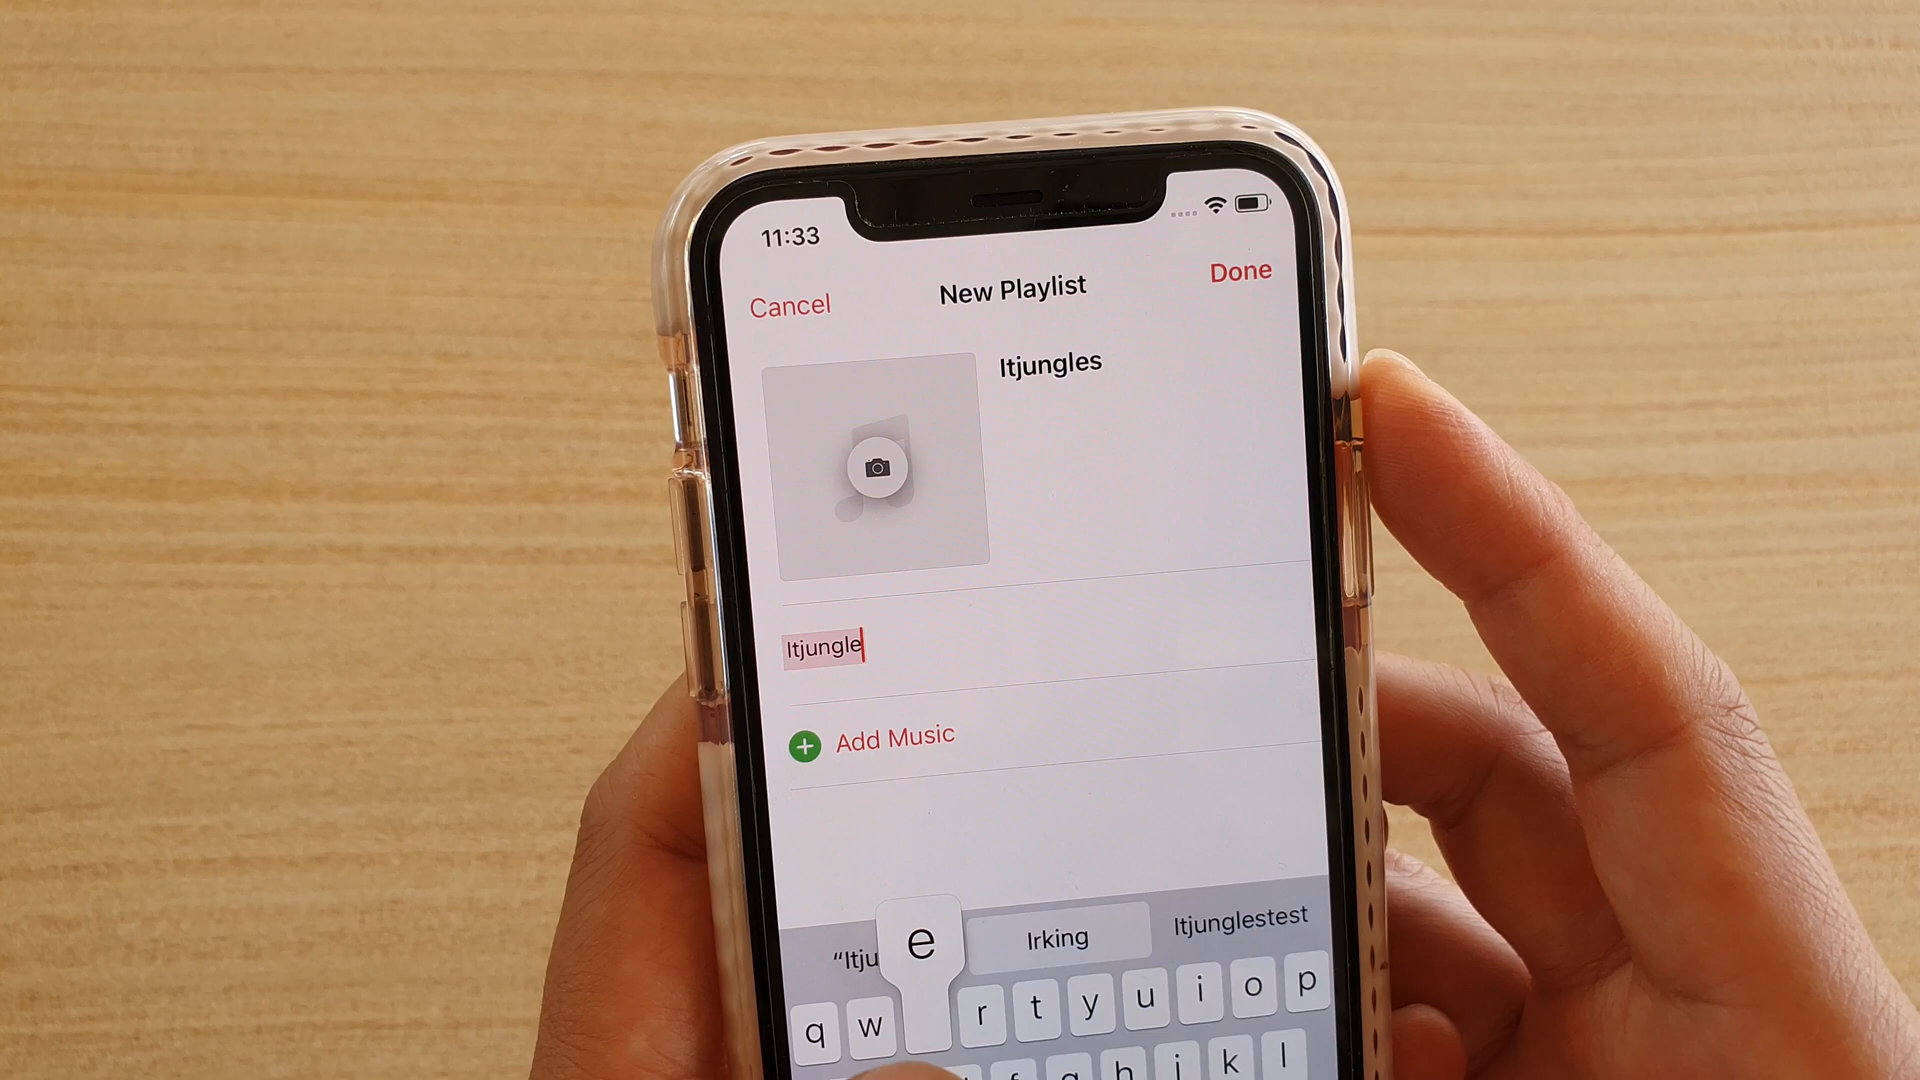 11:33
Cancel
New Playlist
Done
Itjungles
Itjungle
Add Music
"Itju
e
Irking
Itjunglestest
q w r t y u i o p
h j k l